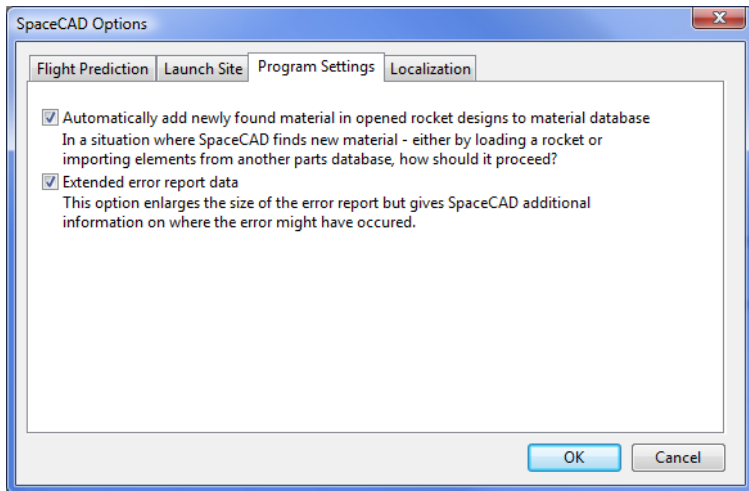 SpaceCAD Options
Flight Prediction Launch Site Program Settings Localization
Automatically add newly found material in opened rocket designs to material database
In a situation where SpaceCAD finds new material - either by loading a rocket or
importing elements from another parts database, how should it proceed?
Extended error report data
This option enlarges the size of the error report but gives SpaceCAD additional
information on where the error might have occured.
OK Cancel